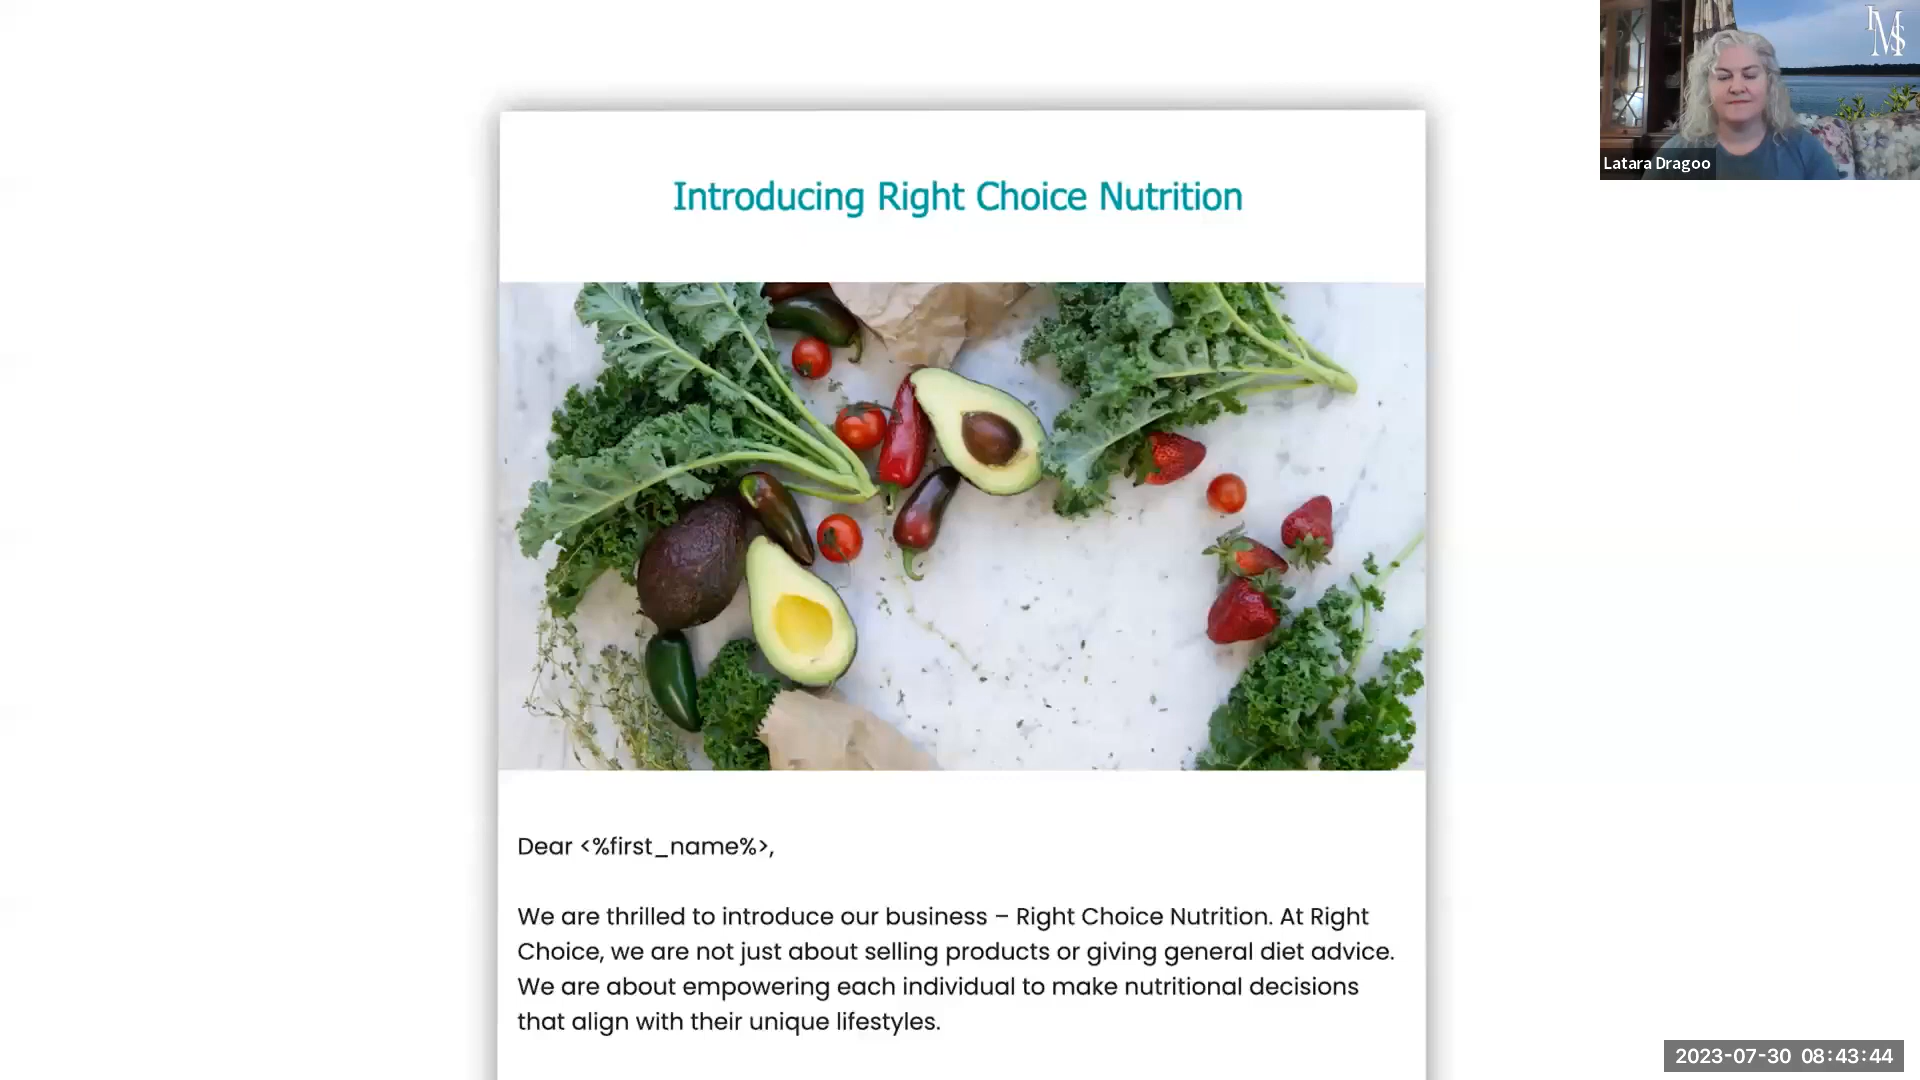 IMS
Latara Dragoo
Introducing Right Choice Nutrition
Dear <%first_name%>,
We are thrilled to introduce our business – Right Choice Nutrition. At Right
Choice, we are not just about selling products or giving general diet advice.
We are about empowering each individual to make nutritional decisions
that align with their unique lifestyles.
2023-07-30 08:43:44